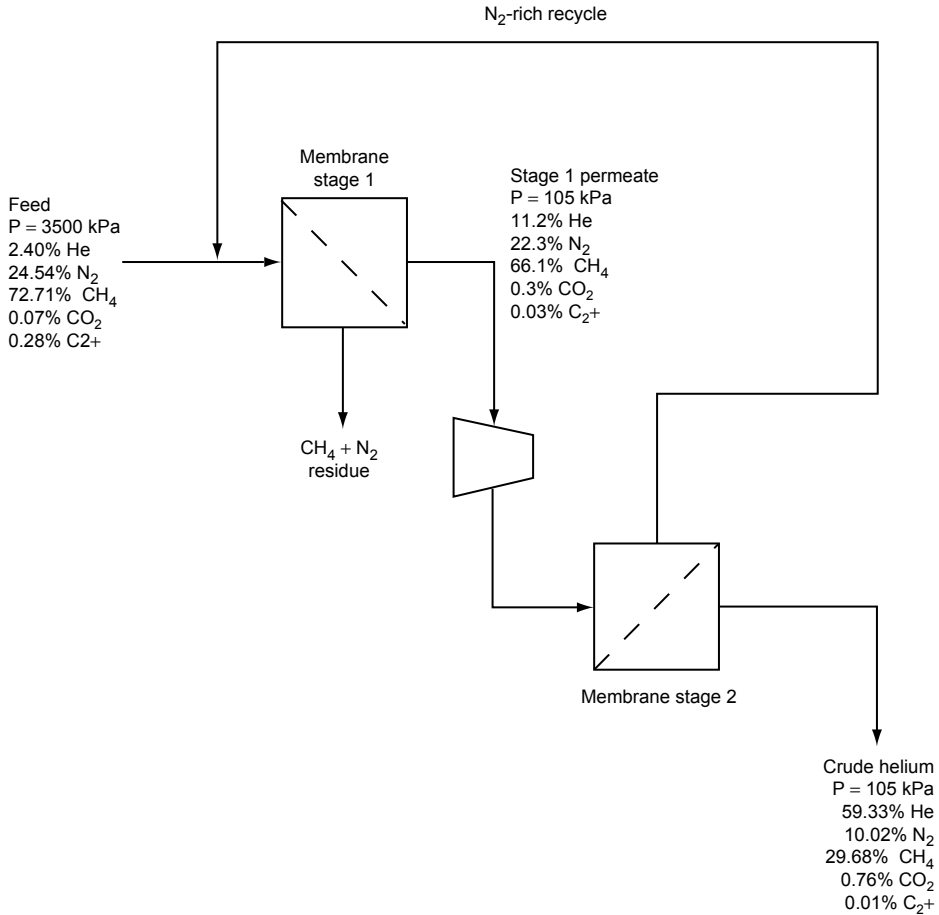 N₂-rich recycle
Membrane
stage 1
Stage 1 permeate
P = 105 kPa
11.2% He
22.3% N₂
66.1% CH₄
0.3% CO₂
0.03% C₂+
Feed
P = 3500 kPa
2.40% He
24.54% N₂
72.71% CH₄
0.07% CO₂
0.28% C2+
CH₄ + N₂
residue
Membrane stage 2
Crude helium
P = 105 kPa
59.33% He
10.02% N₂
29.68% CH₄
0.76% CO₂
0.01% C₂+